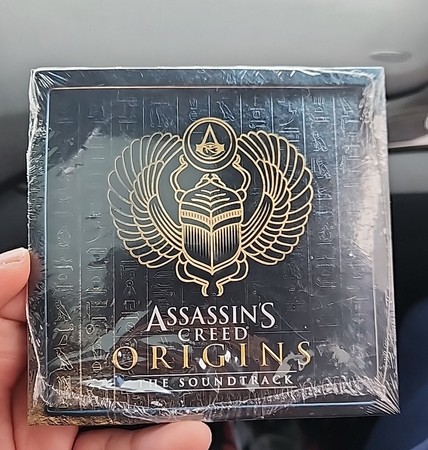 ASSASSIN'S
CREED
ORIGINS
THE SOUNDTRACK